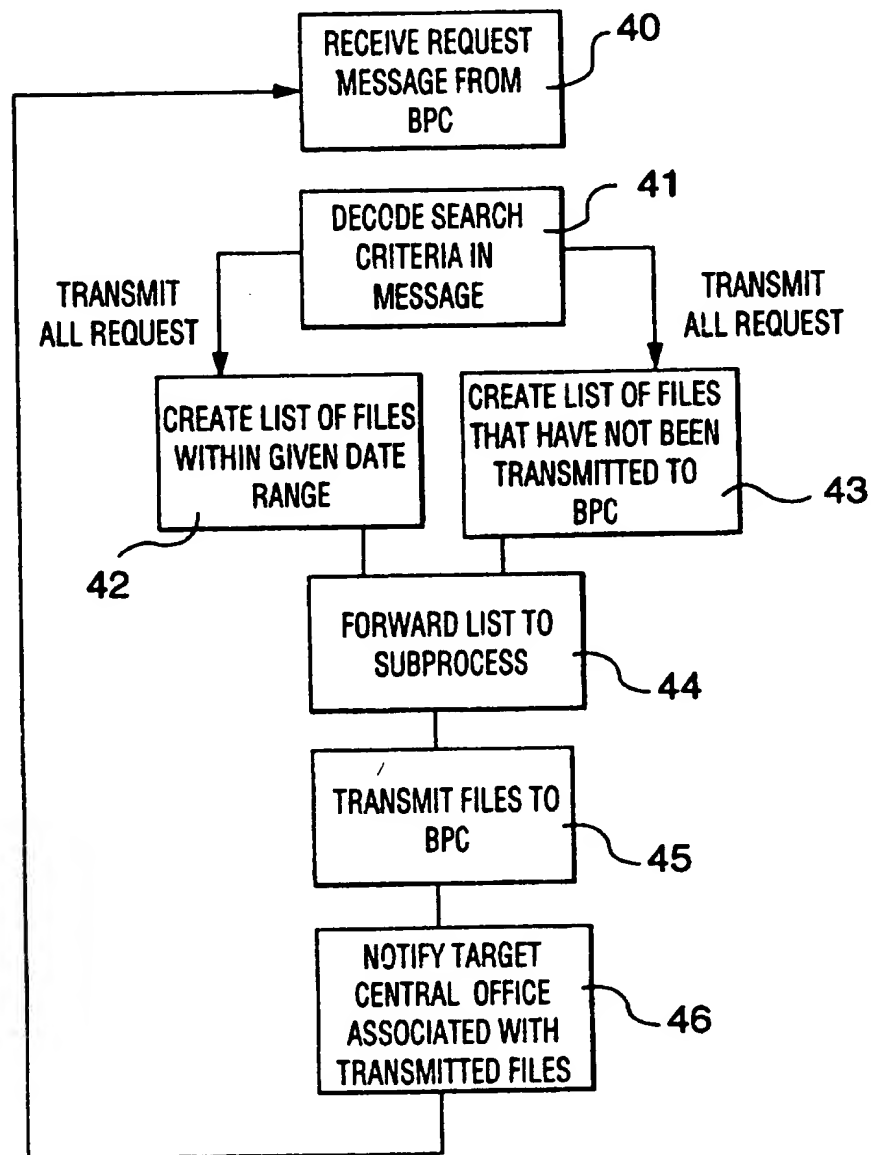 RECEIVE REQUEST
MESSAGE FROM
BPC
40
DECODE SEARCH
CRITERIA IN
MESSAGE
41
TRANSMIT
ALL REQUEST
TRANSMIT
ALL REQUEST
CREATE LIST OF FILES
WITHIN GIVEN DATE
RANGE
42
CREATE LIST OF FILES
THAT HAVE NOT BEEN
TRANSMITTED TO
BPC
43
FORWARD LIST TO
SUBPROCESS
44
TRANSMIT FILES TO
BPC
45
NOTIFY TARGET
CENTRAL OFFICE
ASSOCIATED WITH
TRANSMITTED FILES
46